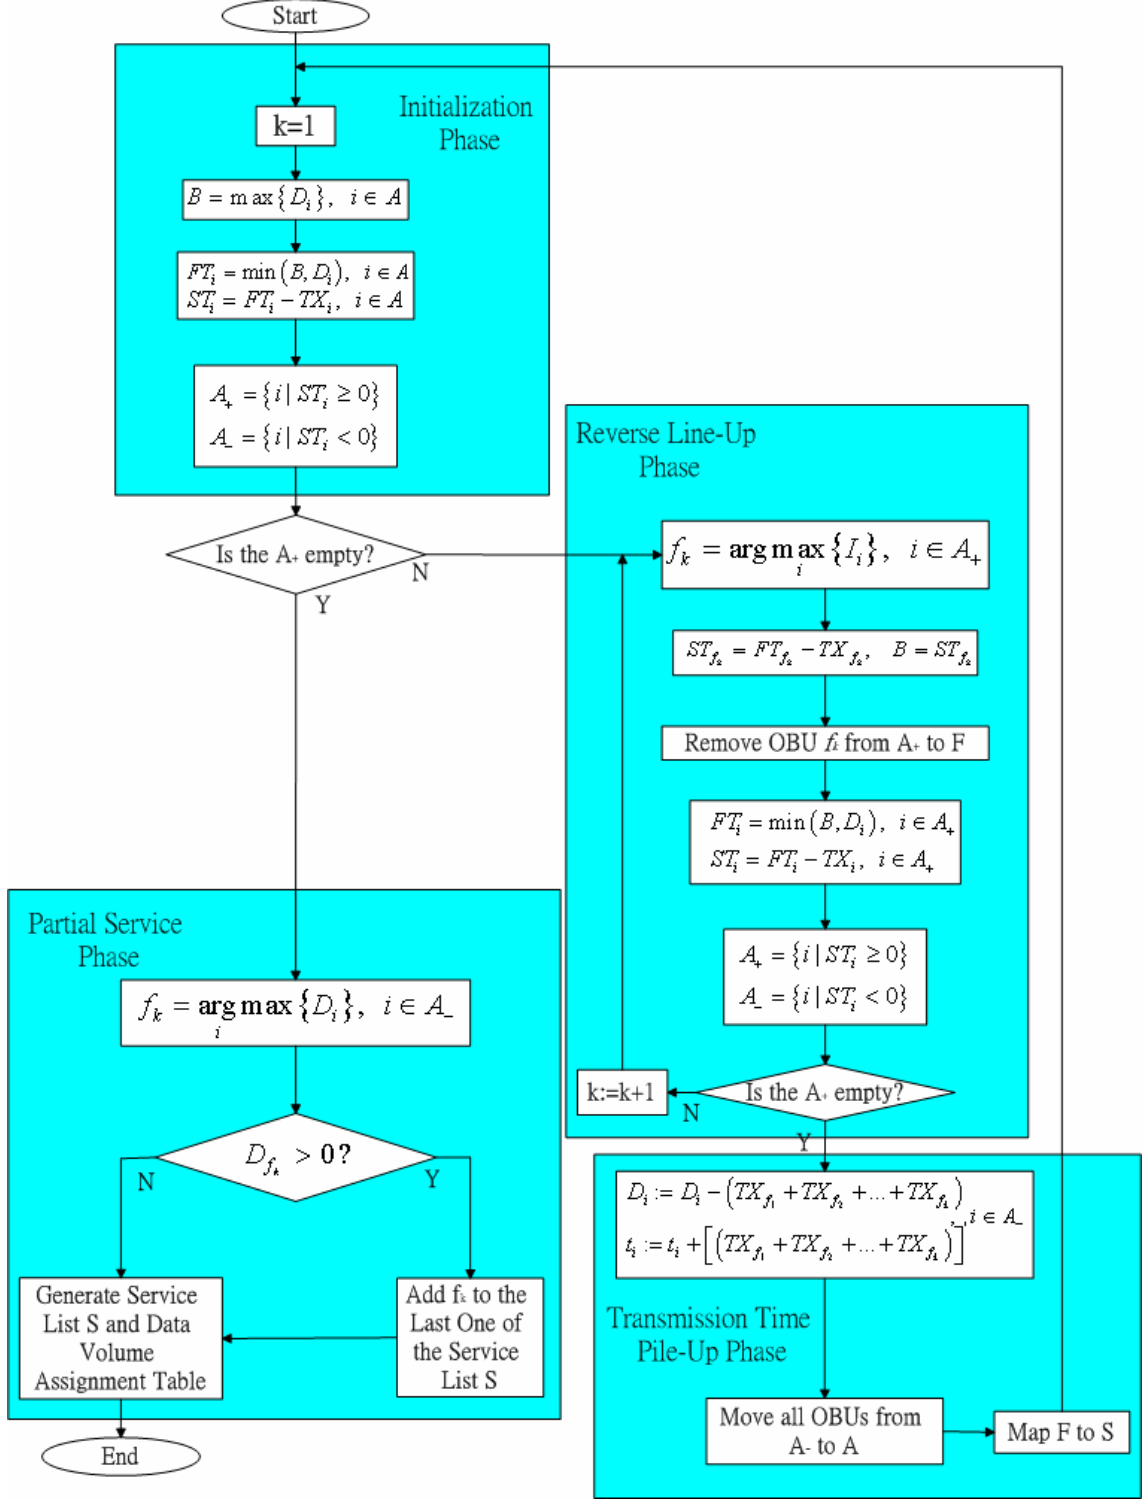 Start
Initialization
Phase
k=1
B = max{D_i}, i ∈ A
FT_i = min(B, D_i), i ∈ A
ST_i = FT_i − TX_i, i ∈ A
A_+ = {i | ST_i ≥ 0}
A_- = {i | ST_i < 0}
Is the A+ empty?
N
Y
Reverse Line-Up
Phase
f_k = arg max_i {I_i}, i ∈ A_+
ST_{f_k} = FT_{f_k} − TX_{f_k}, B = ST_{f_k}
Remove OBU f_k from A+ to F
FT_i = min(B, D_i), i ∈ A_+
ST_i = FT_i − TX_i, i ∈ A_+
A_+ = {i | ST_i ≥ 0}
A_- = {i | ST_i < 0}
Is the A+ empty?
N
k:=k+1
Y
D_i := D_i − (TX_{f_1} + TX_{f_2} + ... + TX_{f_k})
, i ∈ A_-
t_i := t_i + [(TX_{f_1} + TX_{f_2} + ... + TX_{f_k})]
Transmission Time
Pile-Up Phase
Move all OBUs from
A- to A
Map F to S
Partial Service
Phase
f_k = arg max_i {D_i}, i ∈ A_-
D_{f_k} > 0?
N
Y
Generate Service
List S and Data
Volume
Assignment Table
Add f_k to the
Last One of
the Service
List S
End